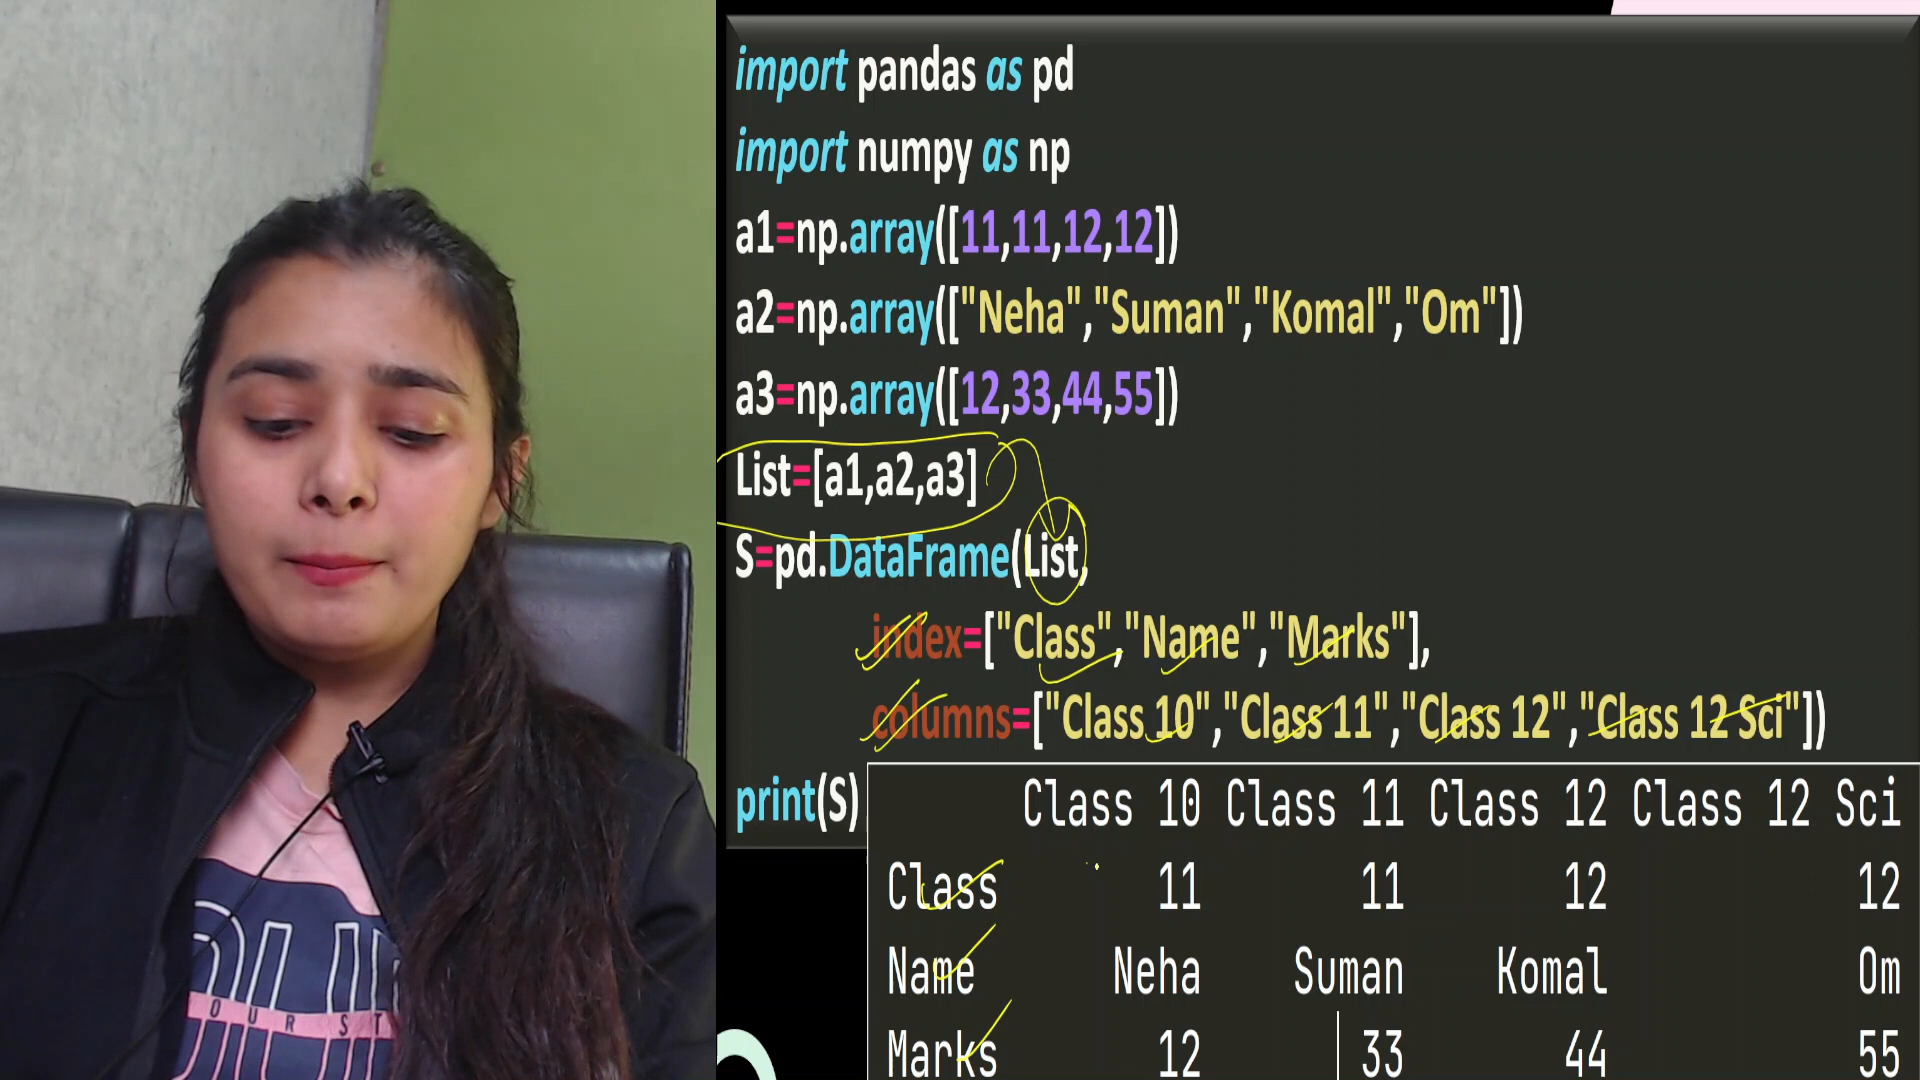 import pandas as pd
import numpy as np
a1=np.array([11,11,12,12])
a2=np.array(["Neha","Suman","Komal","Om"])
a3=np.array([12,33,44,55])
List=[a1,a2,a3]
S=pd.DataFrame(List,
index=["Class","Name","Marks"],
columns=["Class 10","Class 11","Class 12","Class 12 Sci"])
print(S)
Class 10 Class 11 Class 12 Class 12 Sci
Class 11 11 12 12
Name Neha Suman Komal Om
Marks 12 33 44 55
OUR ST